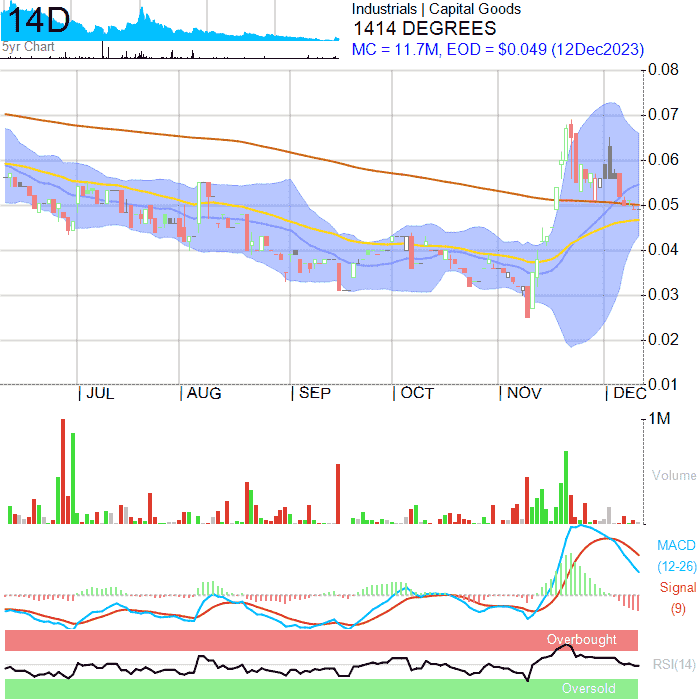 14D
5yr Chart
Industrials | Capital Goods
1414 DEGREES
MC = 11.7M, EOD = $0.049 (12Dec2023)
0.08
0.07
0.06
0.05
0.04
0.03
0.02
0.01
| JUL | AUG | SEP | OCT | NOV | DEC
1M
Volume
MACD
(12-26)
Signal
(9)
Overbought
RSI(14)
Oversold